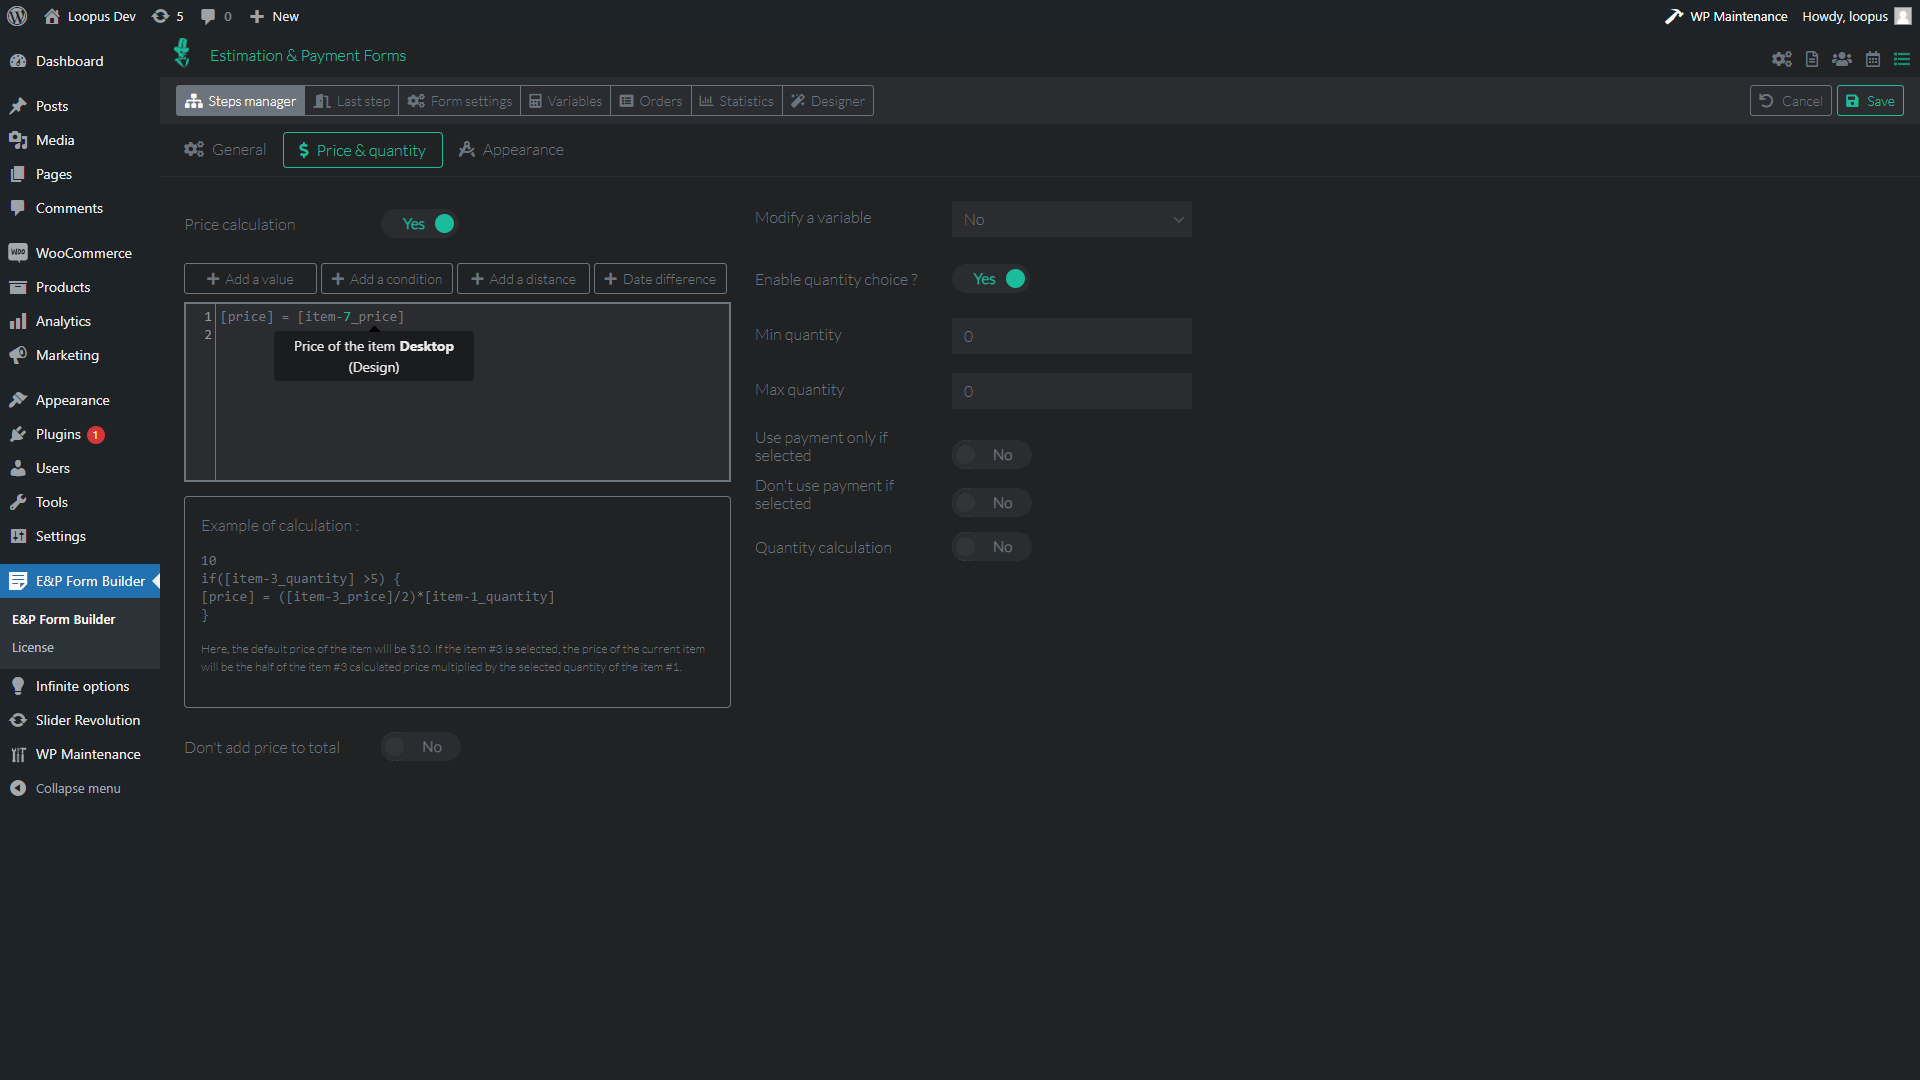 Loopus Dev 5 0 New WP Maintenance Howdy, loopus
Estimation & Payment Forms
Steps manager Last step Form settings Variables Orders Statistics Designer Cancel Save
General $ Price & quantity Appearance
Dashboard
Posts
Media
Pages
Comments
WooCommerce
Products
Analytics
Marketing
Appearance
Plugins 1
Users
Tools
Settings
E&P Form Builder
E&P Form Builder
License
Infinite options
Slider Revolution
WP Maintenance
Collapse menu
Price calculation Yes
Add a value Add a condition Add a distance Date difference
1 [price] = [item-7_price]
2
Price of the item Desktop
(Design)
Example of calculation :
10
if([item-3_quantity] >5) {
[price] = ([item-3_price]/2)*[item-1_quantity]
}
Here, the default price of the item will be $10. If the item #3 is selected, the price of the current item
will be the half of the item #3 calculated price multiplied by the selected quantity of the item #1.
Don't add price to total No
Modify a variable No
Enable quantity choice ? Yes
Min quantity 0
Max quantity 0
Use payment only if
selected No
Don't use payment if
selected No
Quantity calculation No